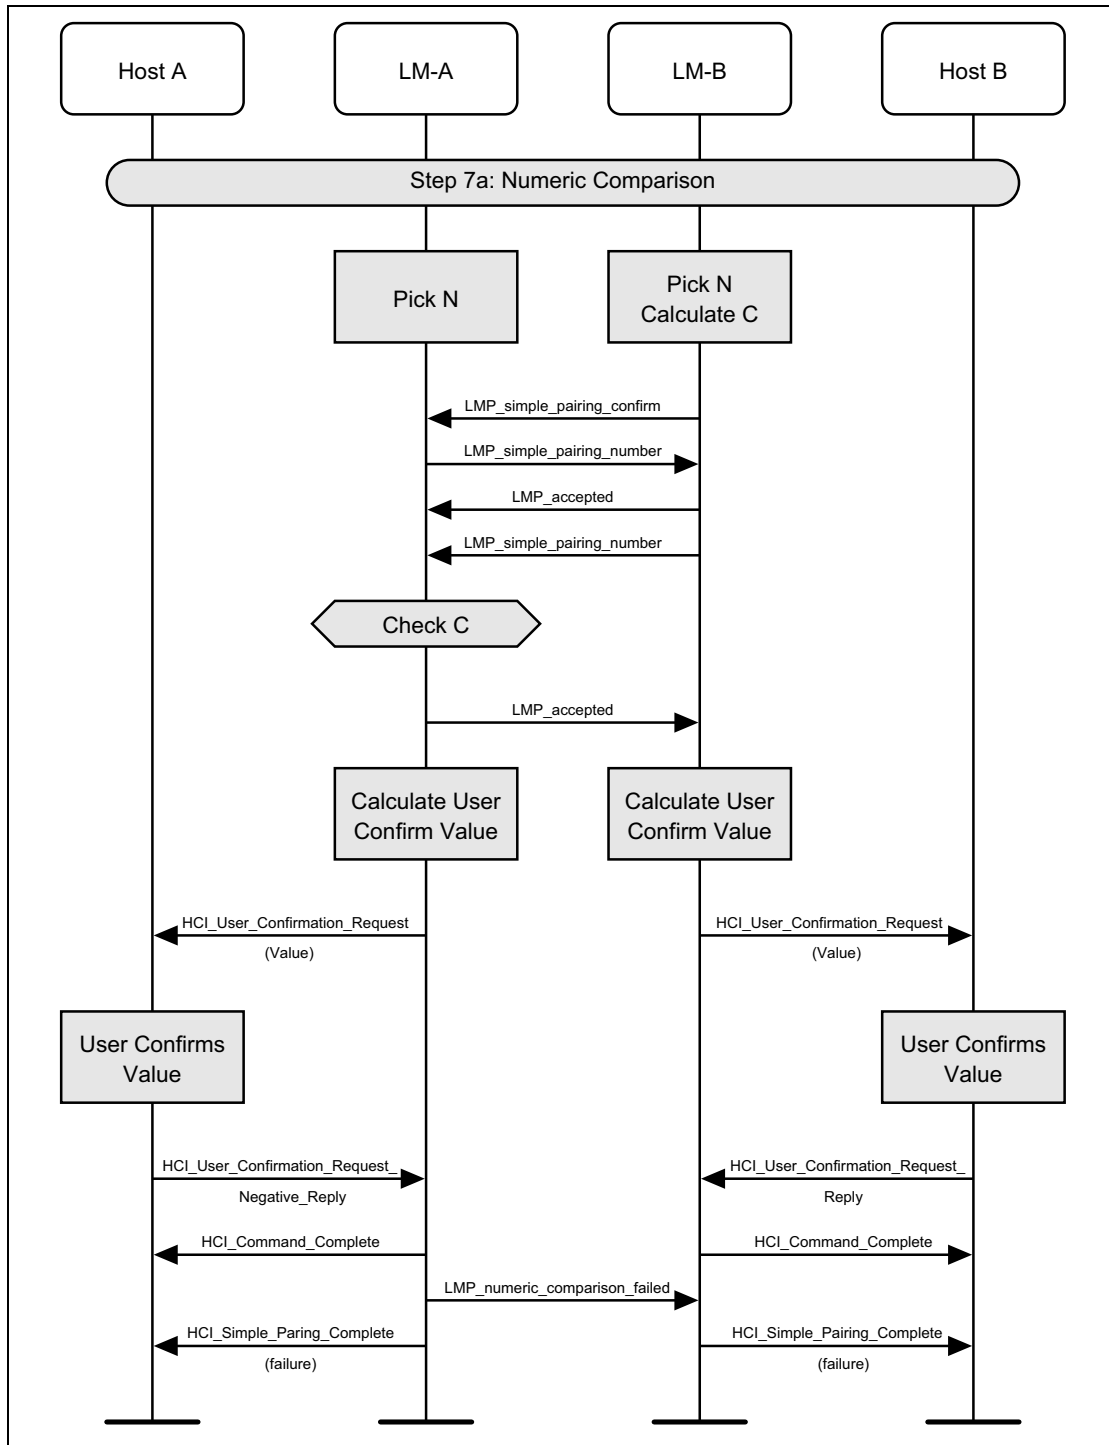 Host A
LM-A
LM-B
Host B
Step 7a: Numeric Comparison
Pick N
Pick N
Calculate C
LMP_simple_pairing_confirm
LMP_simple_pairing_number
LMP_accepted
LMP_simple_pairing_number
Check C
LMP_accepted
Calculate User
Confirm Value
Calculate User
Confirm Value
HCI_User_Confirmation_Request
(Value)
HCI_User_Confirmation_Request
(Value)
User Confirms
Value
User Confirms
Value
HCI_User_Confirmation_Request_
Negative_Reply
HCI_User_Confirmation_Request_
Reply
HCI_Command_Complete
HCI_Command_Complete
LMP_numeric_comparison_failed
HCI_Simple_Paring_Complete
(failure)
HCI_Simple_Pairing_Complete
(failure)